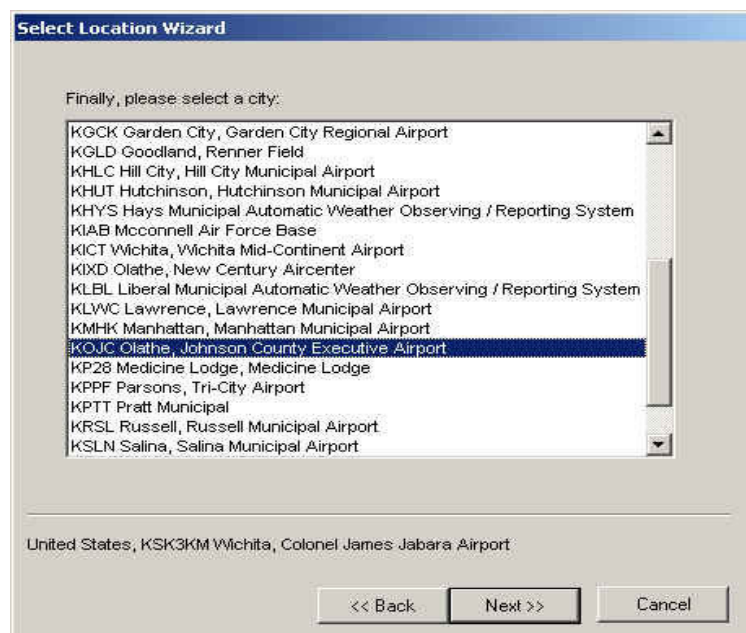 Select Location Wizard
Finally, please select a city:
KGCK Garden City, Garden City Regional Airport
KGLD Goodland, Renner Field
KHLC Hill City, Hill City Municipal Airport
KHUT Hutchinson, Hutchinson Municipal Airport
KHYS Hays Municipal Automatic Weather Observing / Reporting System
KIAB Mcconnell Air Force Base
KICT Wichita, Wichita Mid-Continent Airport
KIXD Olathe, New Century Aircenter
KLBL Liberal Municipal Automatic Weather Observing / Reporting System
KLWC Lawrence, Lawrence Municipal Airport
KMHK Manhattan, Manhattan Municipal Airport
KOJC Olathe, Johnson County Executive Airport
KP28 Medicine Lodge, Medicine Lodge
KPPF Parsons, Tri-City Airport
KPTT Pratt Municipal
KRSL Russell, Russell Municipal Airport
KSLN Salina, Salina Municipal Airport
United States, KSK3KM Wichita, Colonel James Jabara Airport
<< Back
Next >>
Cancel